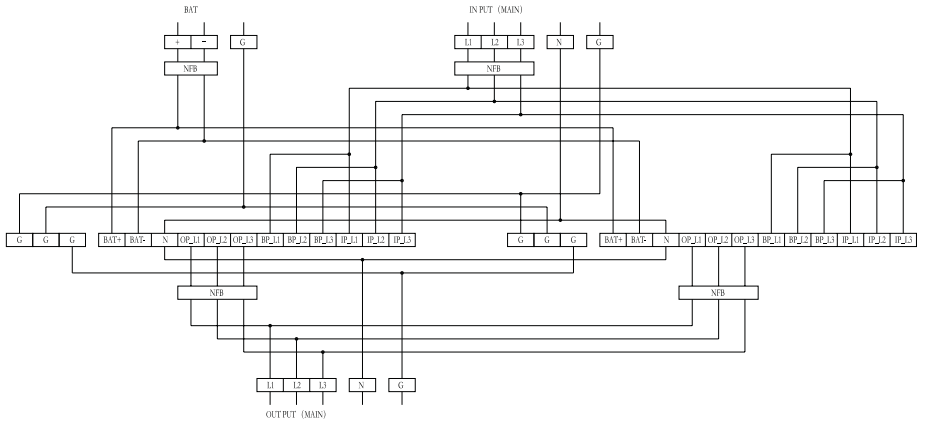 BAT IN PUT (MAIN)
+ - G L1 L2 L3 N G
NFB NFB
G G G BAT+ BAT- N OP_L1 OP_L2 OP_L3 BP_L1 BP_L2 BP_L3 IP_L1 IP_L2 IP_L3 G G G BAT+ BAT- N OP_L1 OP_L2 OP_L3 BP_L1 BP_L2 BP_L3 IP_L1 IP_L2 IP_L3
NFB NFB
L1 L2 L3 N G
OUT PUT (MAIN)